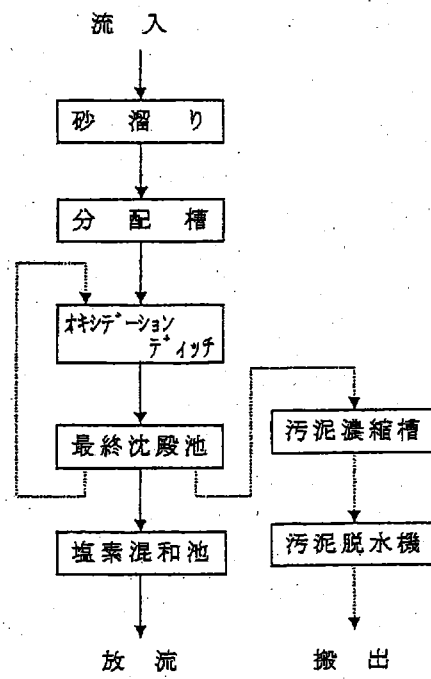 流入
砂溜り
分配槽
オキシデーション
ディッチ
最終沈殿池
塩素混和池
放流
汚泥濃縮槽
汚泥脱水機
搬出